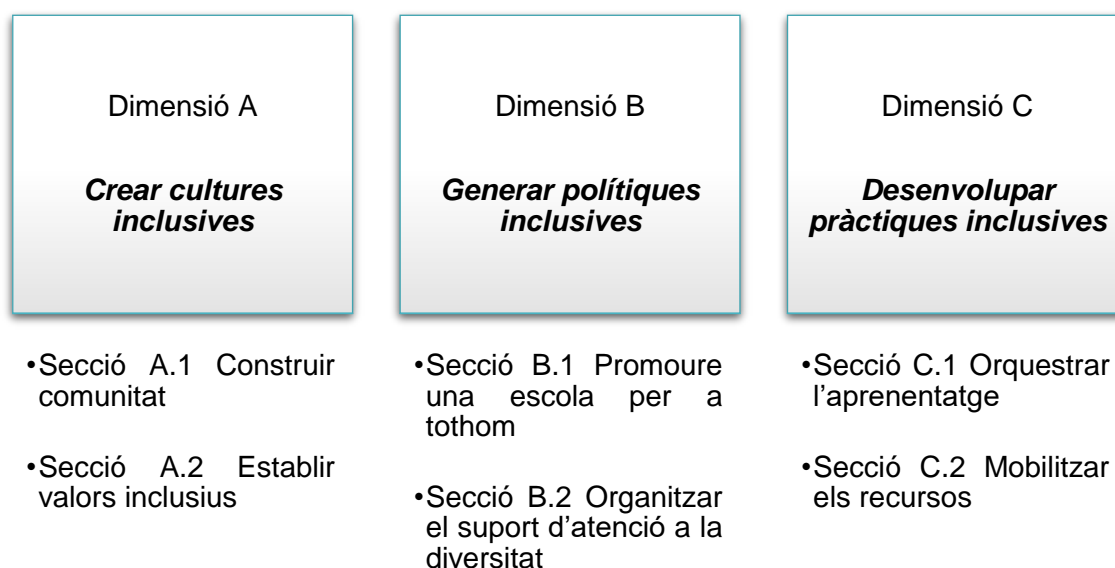 Dimensió A
Crear cultures
inclusives
•Secció A.1 Construir
comunitat
•Secció A.2 Establir
valors inclusius
Dimensió B
Generar polítiques
inclusives
•Secció B.1 Promoure
una escola per a
tothom
•Secció B.2 Organitzar
el suport d’atenció a la
diversitat
Dimensió C
Desenvolupar
pràctiques inclusives
•Secció C.1 Orquestrar
l’aprenentatge
•Secció C.2 Mobilitzar
els recursos